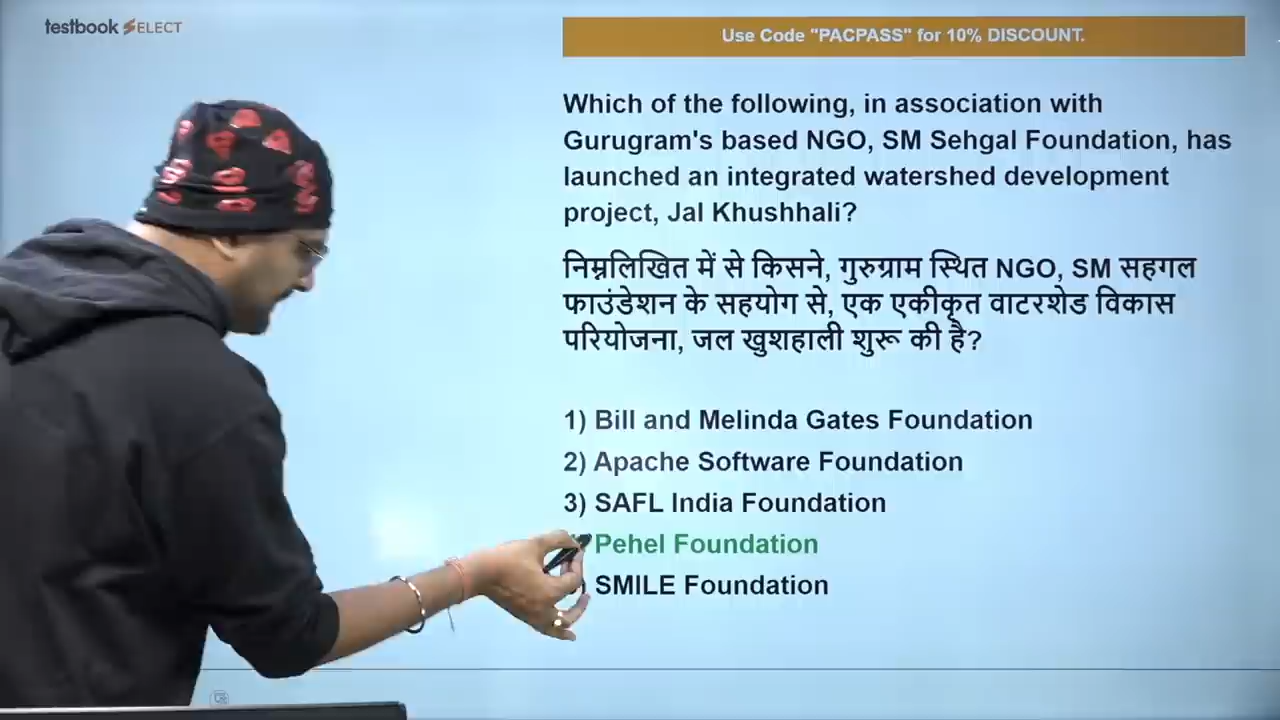 testbook SELECT
Use Code "PACPASS" for 10% DISCOUNT.
Which of the following, in association with
Gurugram's based NGO, SM Sehgal Foundation, has
launched an integrated watershed development
project, Jal Khushhali?
निम्नलिखित में से किसने, गुरुग्राम स्थित NGO, SM सहगल
फाउंडेशन के सहयोग से, एक एकीकृत वाटरशेड विकास
परियोजना, जल खुशहाली शुरू की है?
1) Bill and Melinda Gates Foundation
2) Apache Software Foundation
3) SAFL India Foundation
Pehel Foundation
SMILE Foundation